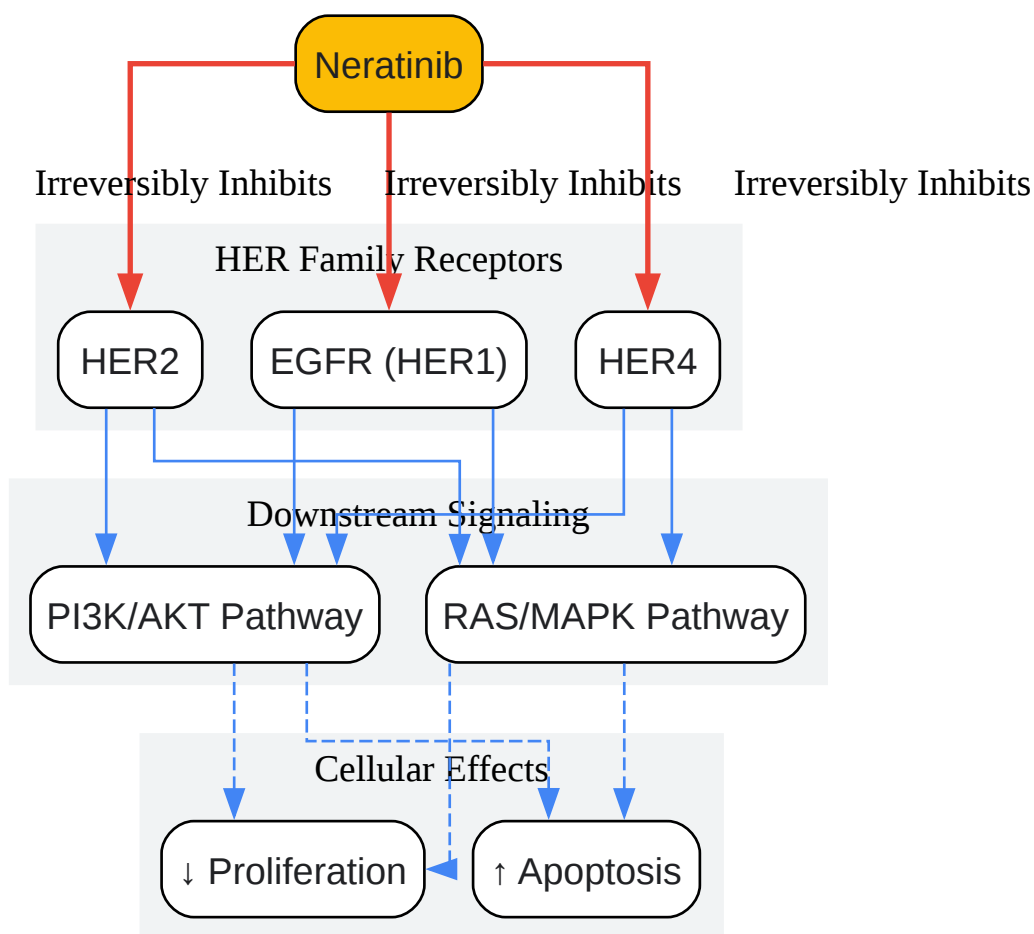 Neratinib
Irreversibly Inhibits Irreversibly Inhibits Irreversibly Inhibits
HER Family Receptors
HER2 EGFR (HER1) HER4
Downstream Signaling
PI3K/AKT Pathway RAS/MAPK Pathway
Cellular Effects
↓ Proliferation ↑ Apoptosis